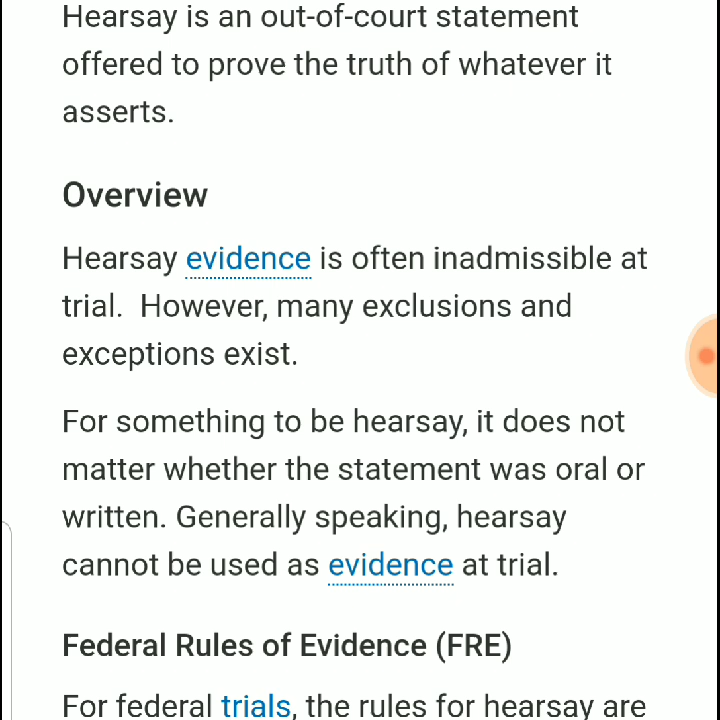 Hearsay is an out-of-court statement
offered to prove the truth of whatever it
asserts.
Overview
Hearsay evidence is often inadmissible at
trial.  However, many exclusions and
exceptions exist.
For something to be hearsay, it does not
matter whether the statement was oral or
written. Generally speaking, hearsay
cannot be used as evidence at trial.
Federal Rules of Evidence (FRE)
For federal trials, the rules for hearsay are